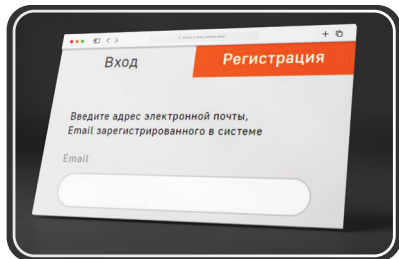 Вход
Регистрация
Введите адрес электронной почты,
Email зарегистрированного в системе
Email